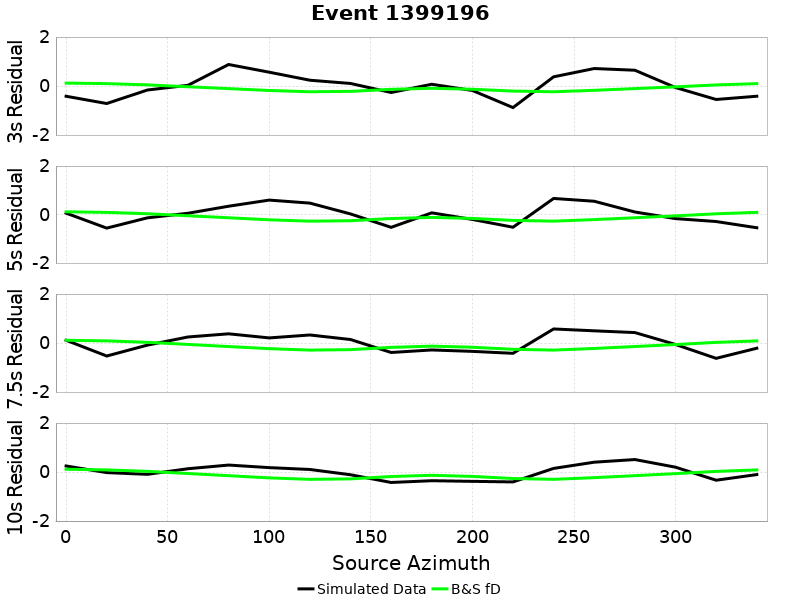 Event 1399196
3s Residual
2
0
-2
5s Residual
2
0
-2
7.5s Residual
2
0
-2
10s Residual
2
0
-2
0 50 100 150 200 250 300
Source Azimuth
Simulated Data B&S fD